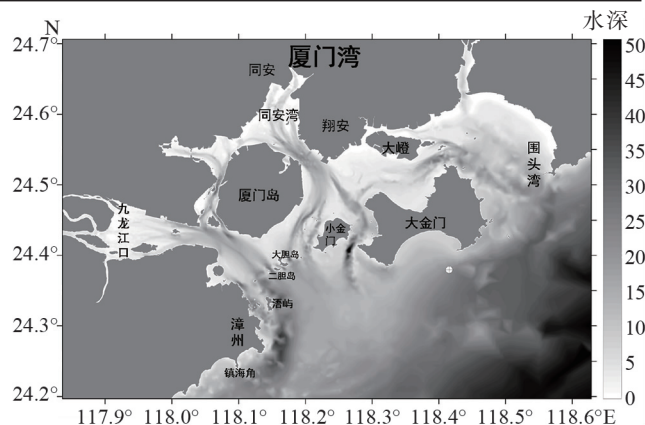 水深
N
厦门湾
24.7°
50
同安
45
24.6°
同安湾
翔安
40
大嶝
围头湾
35
24.5°
30
厦门岛
九龙江口
大金门
小金门
25
24.4°
大胆岛
二胆岛
20
浯屿
15
24.3°
漳州
10
镇海角
5
24.2°
0
117.9° 118.0° 118.1° 118.2° 118.3° 118.4° 118.5° 118.6°E